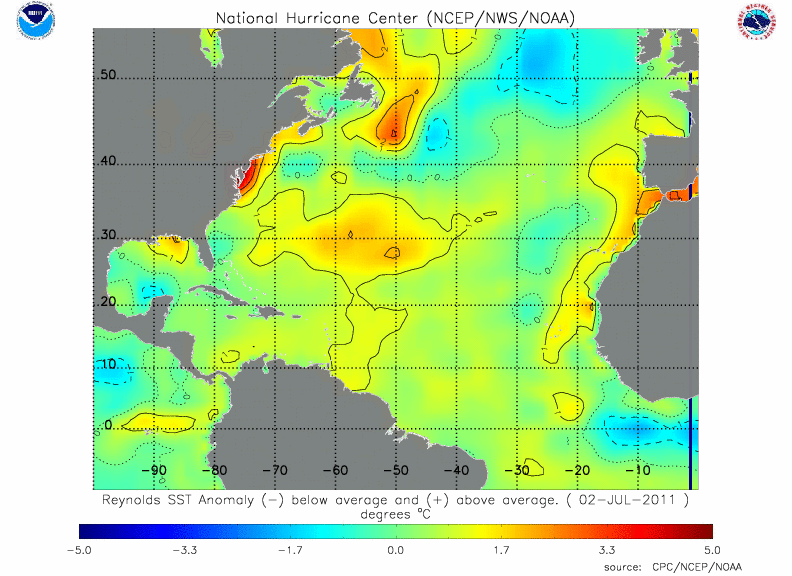 National Hurricane Center (NCEP/NWS/NOAA)
50
40
30
20
10
0
-90 -80 -70 -60 -50 -40 -30 -20 -10
Reynolds SST Anomaly (-) below average and (+) above average. ( 02-JUL-2011 )
degrees °C
-5.0 -3.3 -1.7 0.0 1.7 3.3 5.0
source: CPC/NCEP/NOAA